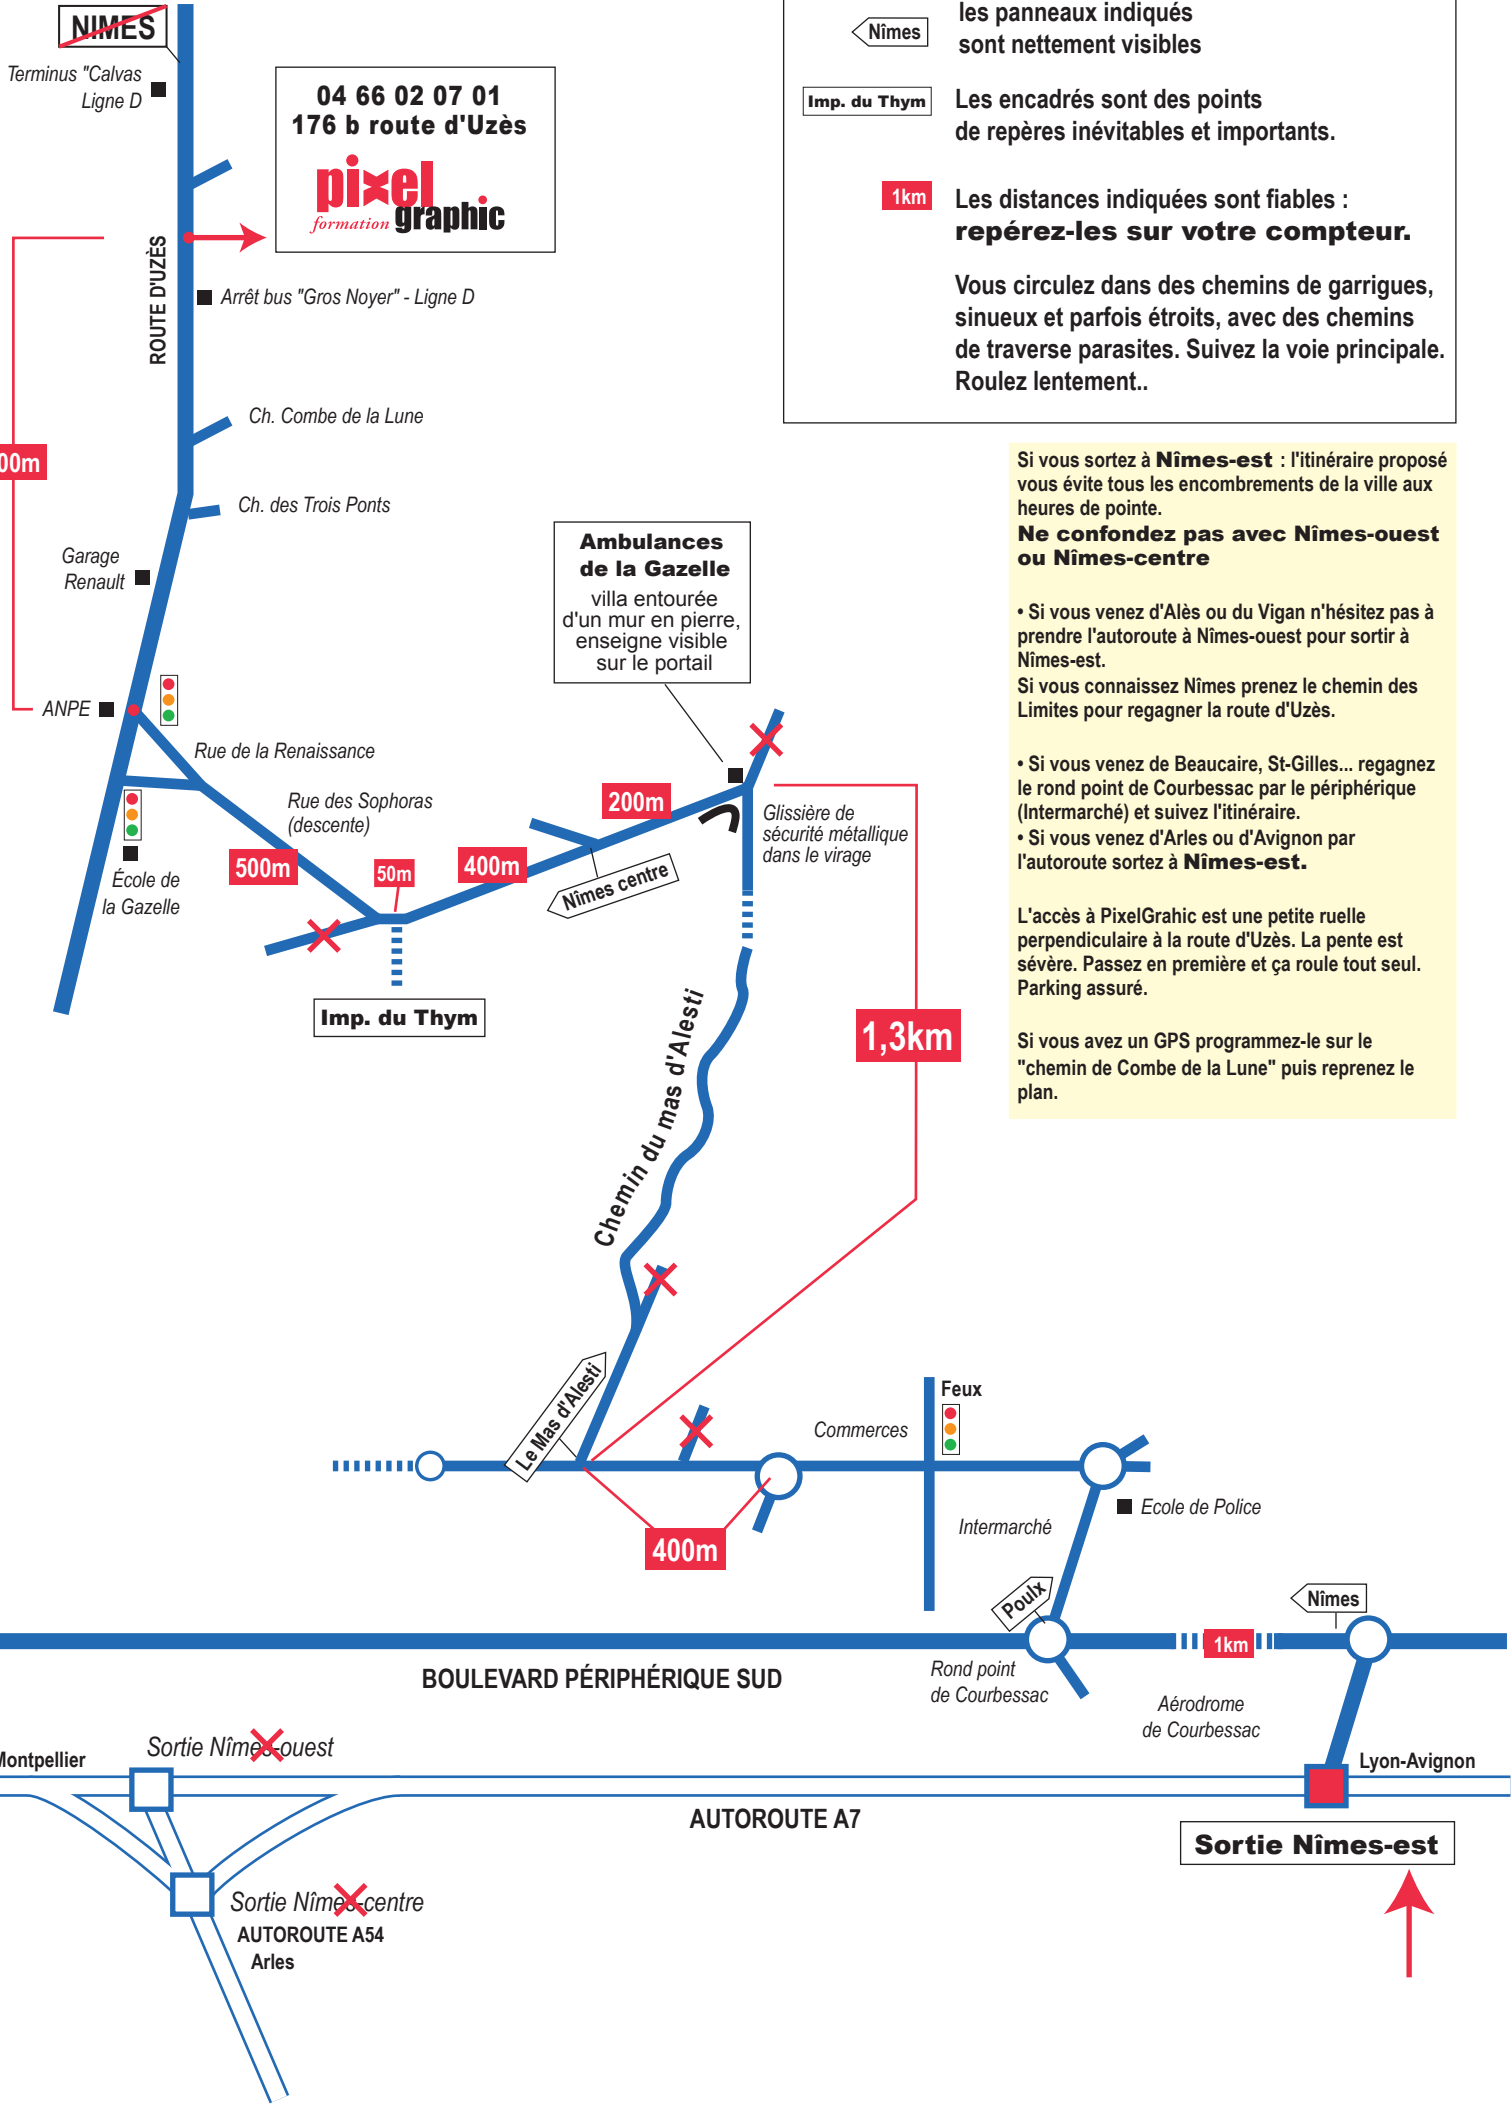 NIMES
Terminus "Calvas
Ligne D
04 66 02 07 01
176 b route d'Uzès
pixel
formation graphic
ROUTE D'UZÈS
Arrêt bus "Gros Noyer" - Ligne D
Ch. Combe de la Lune
00m
Ch. des Trois Ponts
Garage
Renault
ANPE
Rue de la Renaissance
Rue des Sophoras
(descente)
École de
la Gazelle
500m
50m
400m
200m
Nîmes centre
Imp. du Thym
Ambulances
de la Gazelle
villa entourée
d'un mur en pierre,
enseigne visible
sur le portail
Glissière de
sécurité métallique
dans le virage
1,3km
Chemin du mas d'Alesti
Nîmes
les panneaux indiqués
sont nettement visibles
Imp. du Thym
Les encadrés sont des points
de repères inévitables et importants.
1km
Les distances indiquées sont fiables :
repérez-les sur votre compteur.
Vous circulez dans des chemins de garrigues,
sinueux et parfois étroits, avec des chemins
de traverse parasites. Suivez la voie principale.
Roulez lentement..
Si vous sortez à Nîmes-est : l'itinéraire proposé
vous évite tous les encombrements de la ville aux
heures de pointe.
Ne confondez pas avec Nîmes-ouest
ou Nîmes-centre
• Si vous venez d'Alès ou du Vigan n'hésitez pas à
prendre l'autoroute à Nîmes-ouest pour sortir à
Nîmes-est.
Si vous connaissez Nîmes prenez le chemin des
Limites pour regagner la route d'Uzès.
• Si vous venez de Beaucaire, St-Gilles... regagnez
le rond point de Courbessac par le périphérique
(Intermarché) et suivez l'itinéraire.
• Si vous venez d'Arles ou d'Avignon par
l'autoroute sortez à Nîmes-est.
L'accès à PixelGrahic est une petite ruelle
perpendiculaire à la route d'Uzès. La pente est
sévère. Passez en première et ça roule tout seul.
Parking assuré.
Si vous avez un GPS programmez-le sur le
"chemin de Combe de la Lune" puis reprenez le
plan.
Le Mas d'Alesti
Commerces
Feux
400m
Intermarché
Ecole de Police
Poulx
Nîmes
1km
BOULEVARD PÉRIPHÉRIQUE SUD
Rond point
de Courbessac
Aérodrome
de Courbessac
Montpellier
Sortie Nîmes-ouest
Lyon-Avignon
AUTOROUTE A7
Sortie Nîmes-est
Sortie Nîmes-centre
AUTOROUTE A54
Arles